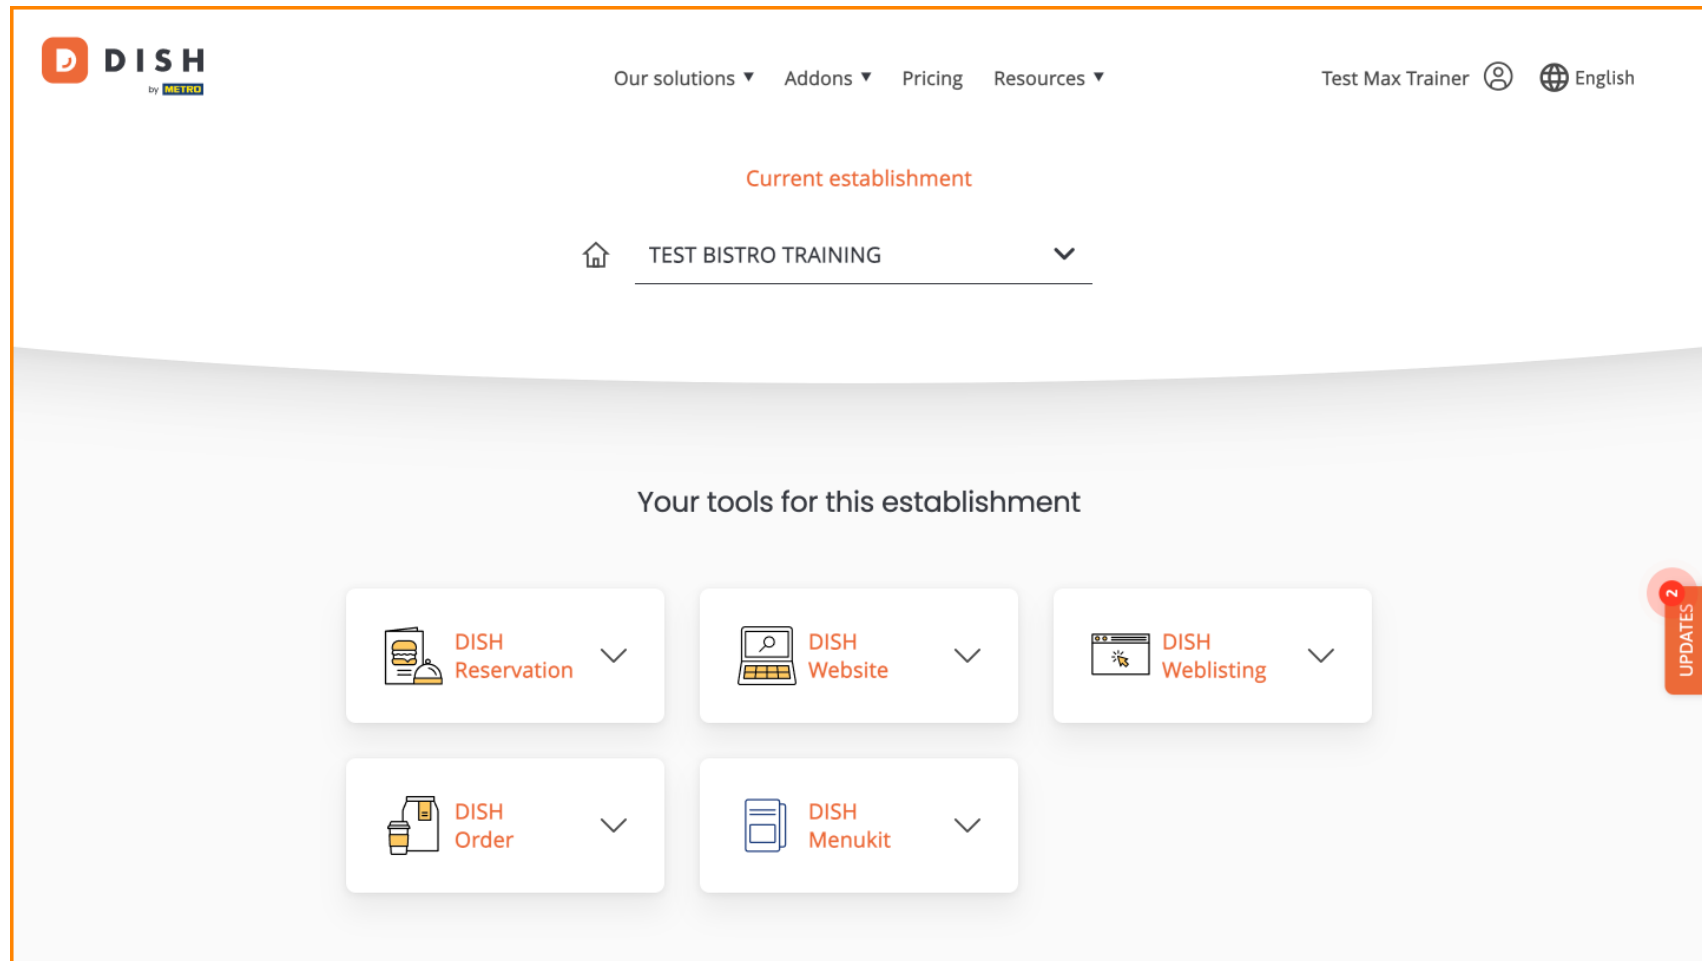 DISH
by METRO
Our solutions ▼ Addons ▼ Pricing Resources ▼
Test Max Trainer
English
Current establishment
TEST BISTRO TRAINING
Your tools for this establishment
DISH
Reservation
DISH
Website
DISH
Weblisting
DISH
Order
DISH
Menukit
2
UPDATES